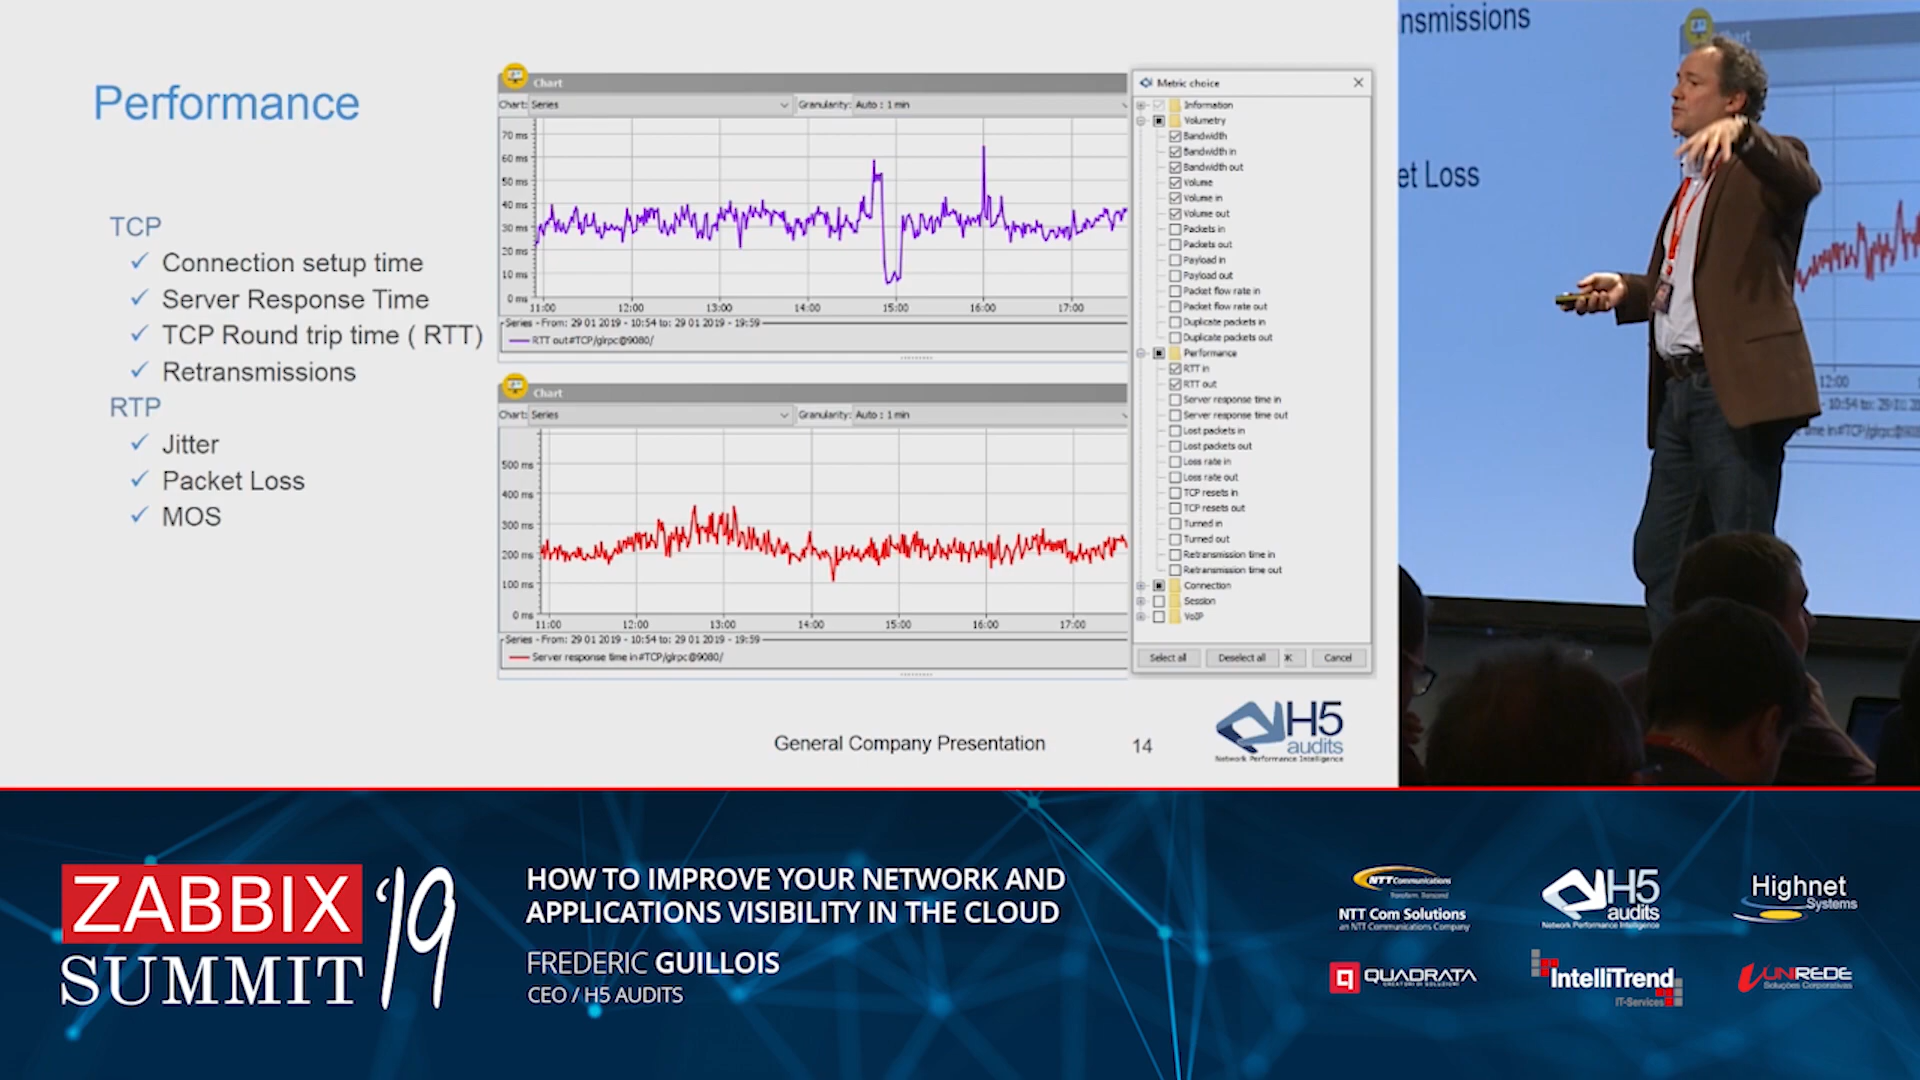 Performance
TCP
✓ Connection setup time
✓ Server Response Time
✓ TCP Round trip time ( RTT)
✓ Retransmissions
RTP
✓ Jitter
✓ Packet Loss
✓ MOS
Chart
Chart: Series
Granularity: Auto : 1 min
70 ms
60 ms
50 ms
40 ms
30 ms
20 ms
10 ms
0 ms
11:00 12:00 13:00 14:00 15:00 16:00 17:00
Series - From: 29 01 2019 - 10:54 to: 29 01 2019 - 19:59
RTT out#TCP/girpc@9080/
Chart
Chart: Series
Granularity: Auto : 1 min
500 ms
400 ms
300 ms
200 ms
100 ms
0 ms
11:00 12:00 13:00 14:00 15:00 16:00 17:00
Series - From: 29 01 2019 - 10:54 to: 29 01 2019 - 19:59
Server response time in#TCP/girpc@9080/
Metric choice
Information
Volumetry
Bandwidth
Bandwidth in
Bandwidth out
Volume
Volume in
Volume out
Packets in
Packets out
Payload in
Payload out
Packet flow rate in
Packet flow rate out
Duplicate packets in
Duplicate packets out
Performance
RTT in
RTT out
Server response time in
Server response time out
Lost packets in
Lost packets out
Loss rate in
Loss rate out
TCP resets in
TCP resets out
Turned in
Turned out
Retransmission time in
Retransmission time out
Connection
Session
VoIP
Select all
Deselect all
Cancel
General Company Presentation
14
H5
audits
Network Performance Intelligence
nsmissions
Chart
et Loss
12:00
ZABBIX
SUMMIT
'19
HOW TO IMPROVE YOUR NETWORK AND
APPLICATIONS VISIBILITY IN THE CLOUD
FREDERIC GUILLOIS
CEO / H5 AUDITS
NTT Communications
Transform. Transcend.
NTT Com Solutions
an NTT Communications Company
H5
audits
Network Performance Intelligence
Highnet
Systems
QUADRATA
CREATORI DI SOLUZIONI
IntelliTrend
IT-Services
UNIREDE
Soluções Corporativas